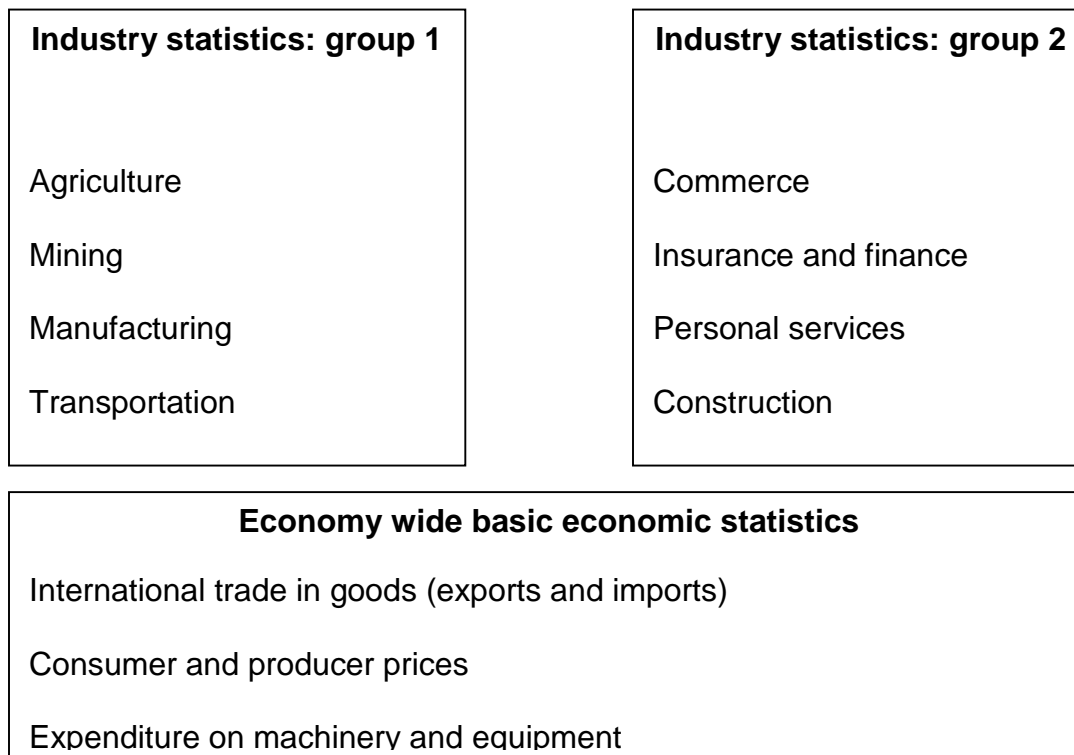 Industry statistics: group 1
Agriculture
Mining
Manufacturing
Transportation
Industry statistics: group 2
Commerce
Insurance and finance
Personal services
Construction
Economy wide basic economic statistics
International trade in goods (exports and imports)
Consumer and producer prices
Expenditure on machinery and equipment